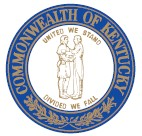 COMMONWEALTH OF KENTUCKY
UNITED WE STAND
DIVIDED WE FALL